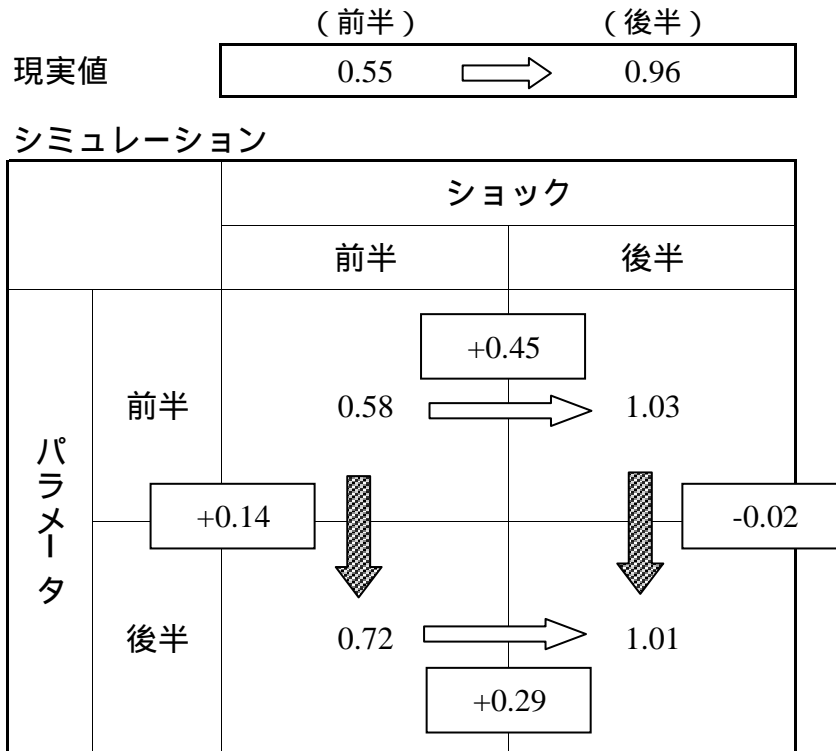 （前半） （後半）
現実値 0.55 0.96
シミュレーション
ショック
前半 後半
+0.45
前半 0.58 1.03
パラメータ
+0.14 -0.02
後半 0.72 1.01
+0.29